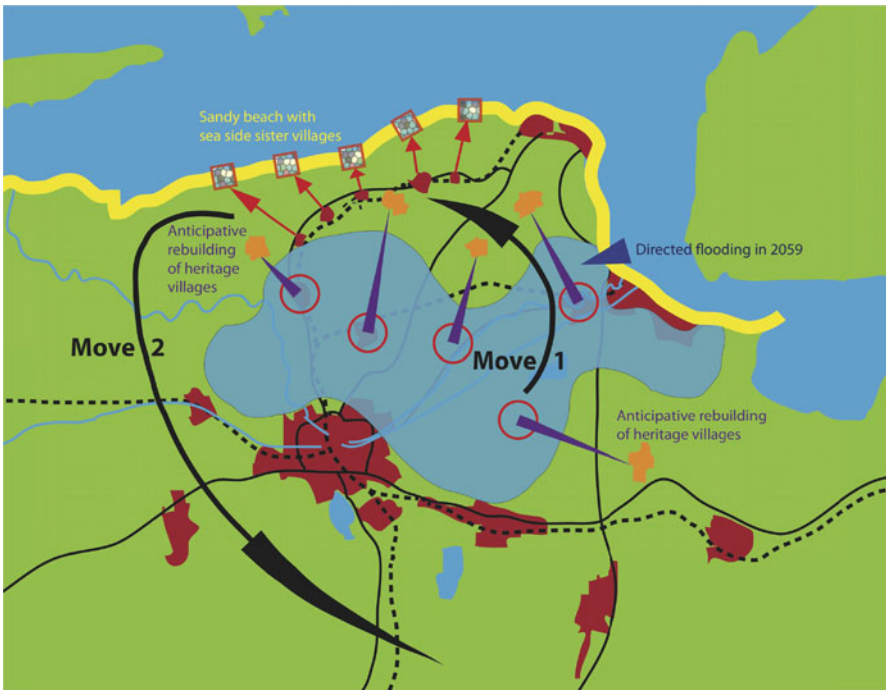 Sandy beach with
sea side sister villages
Anticipative
rebuilding
of heritage
villages
Directed flooding in 2059
Move 2
Move 1
Anticipative rebuilding
of heritage villages